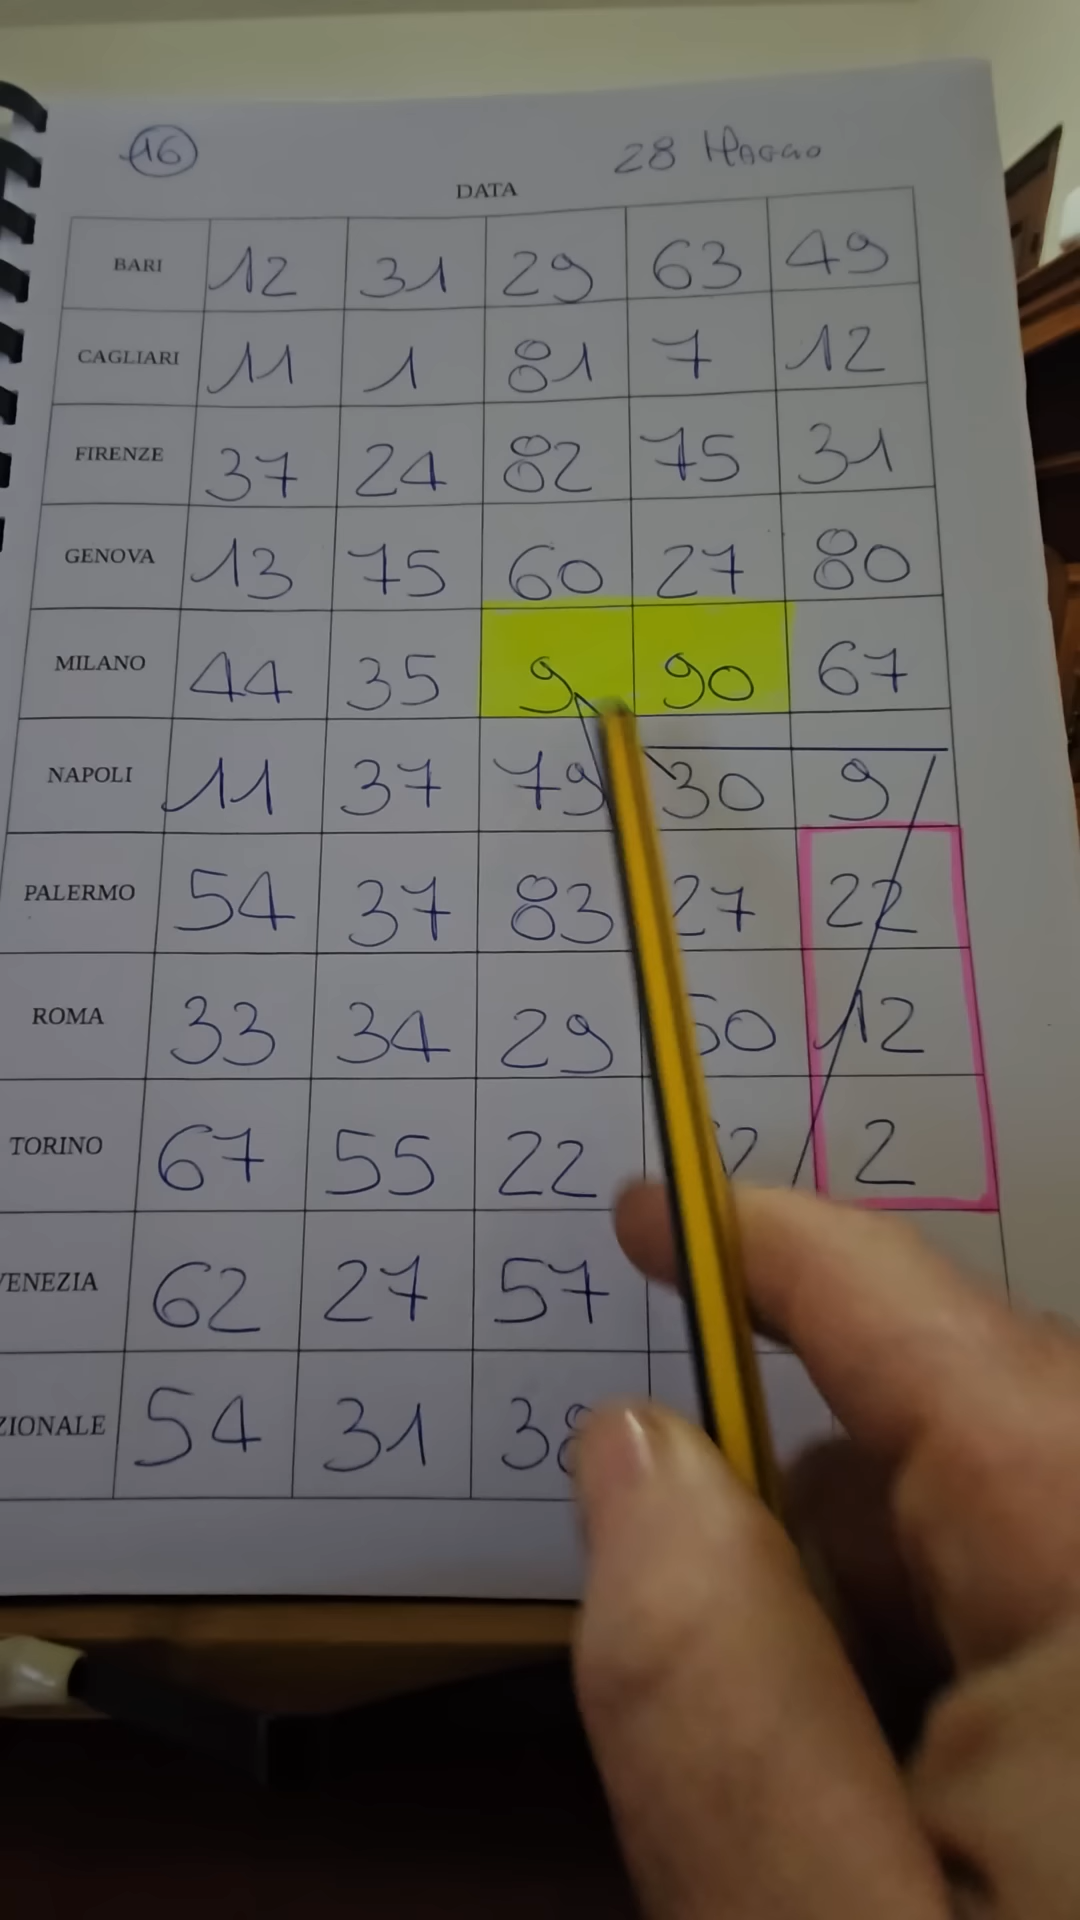 16 28 Maggio
DATA
BARI 12 31 29 63 49
CAGLIARI 11 1 81 7 12
FIRENZE 37 24 82 75 31
GENOVA 13 75 60 27 80
MILANO 44 35 9 90 67
NAPOLI 11 37 79 30 9
PALERMO 54 37 83 27 22
ROMA 33 34 29 50 12
TORINO 67 55 22 2
VENEZIA 62 27 57
ZIONALE 54 31 38